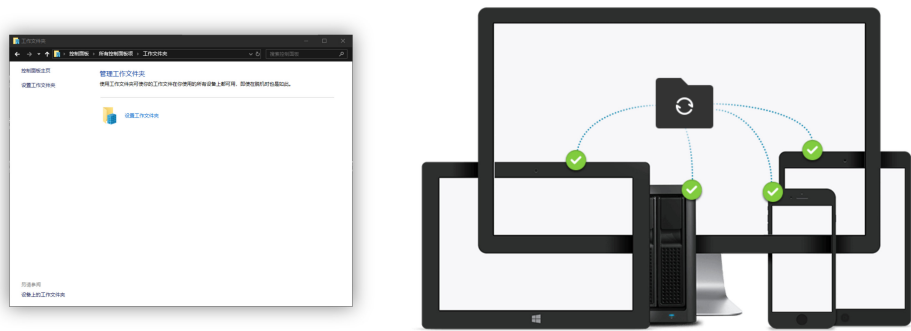 工作文件夹
控制面板 › 所有控制面板项 › 工作文件夹
搜索控制面板
控制面板主页
设置工作文件夹
管理工作文件夹
使用工作文件夹可使你的工作文件在你使用的所有设备上都可用，即使在脱机时也是如此。
设置工作文件夹
另请参阅
设备上的工作文件夹